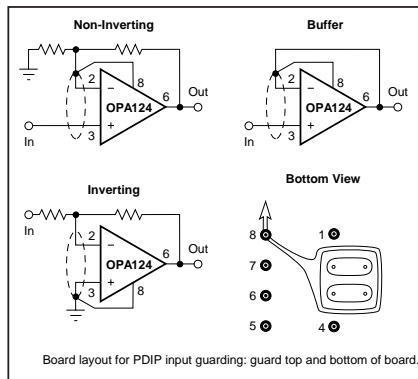 Non-Inverting
Buffer
2
8
OPA124
6
Out
3
In
2
8
OPA124
6
Out
3
In
Inverting
Bottom View
In
2
OPA124
6
Out
3
8
8
1
7
6
5
4
Board layout for PDIP input guarding: guard top and bottom of board.